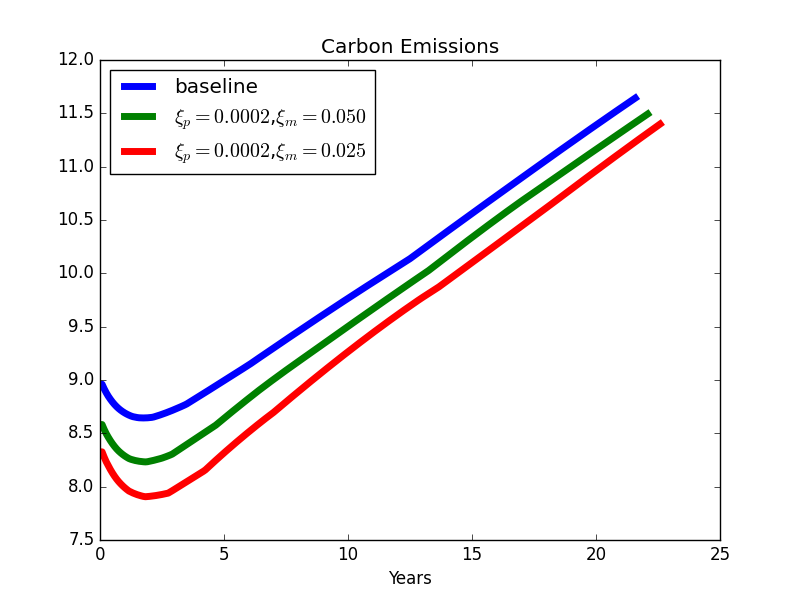 Carbon Emissions
12.0
11.5
11.0
10.5
10.0
9.5
9.0
8.5
8.0
7.5
baseline
ξp = 0.0002,ξm = 0.050
ξp = 0.0002,ξm = 0.025
0 5 10 15 20 25
Years